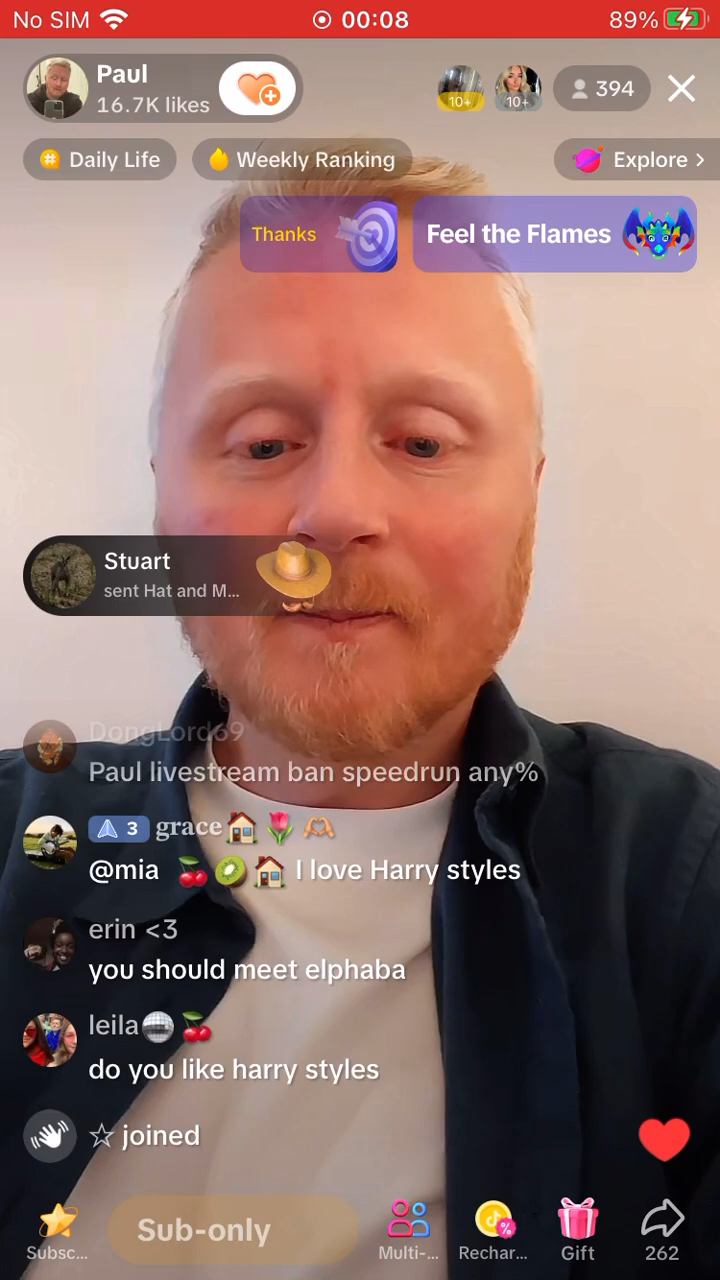 No SIM 00:08 89%
Paul
16.7K likes
10+ 10+ 394
# Daily Life Weekly Ranking Explore >
Thanks Feel the Flames
Stuart
sent Hat and M...
DongLord69
Paul livestream ban speedrun any%
3 grace🏠🌷🫶🏼
@mia 🍒🥝🏠 I love Harry styles
erin <3
you should meet elphaba
leila🪩🍒
do you like harry styles
☆ joined
Sub-only
Subsc... Multi-... Rechar... Gift 262